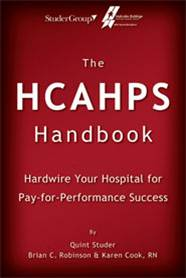 StuderGroup
The
HCAHPS
Handbook
Hardwire Your Hospital for
Pay-for-Performance Success
By
Quint Studer
Brian C. Robinson & Karen Cook, RN